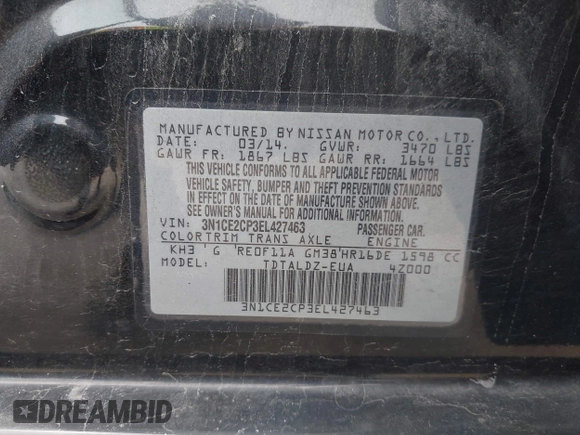 MANUFACTURED BY NISSAN MOTOR CO., LTD.
DATE: 03/14. GVWR: 3470 LBS
GAWR FR: 1867 LBS GAWR RR: 1664 LBS
THIS VEHICLE CONFORMS TO ALL APPLICABLE FEDERAL MOTOR
VEHICLE SAFETY, BUMPER AND THEFT PREVENTION STANDARDS
IN EFFECT ON THE DATE OF MANUFACTURE SHOWN ABOVE.
SEE OWNER'S MANUAL FOR ADDITIONAL INFORMATION.
VIN: 3N1CE2CP3EL427463 PASSENGER CAR.
COLOR TRIM TRANS AXLE ENGINE
KH3 ' G 'RE0F11A GM38'HR16DE 1598 CC
MODEL: TDTALDZ-EUA 4Z000
3N1CE2CP3EL427463
DREAMBID